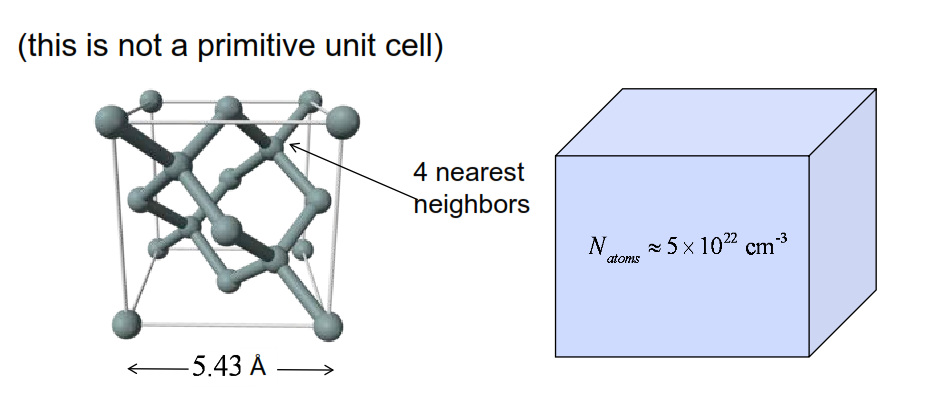 (this is not a primitive unit cell)
4 nearest
neighbors
N_atoms ≈ 5 × 10^22 cm^-3
5.43 Å